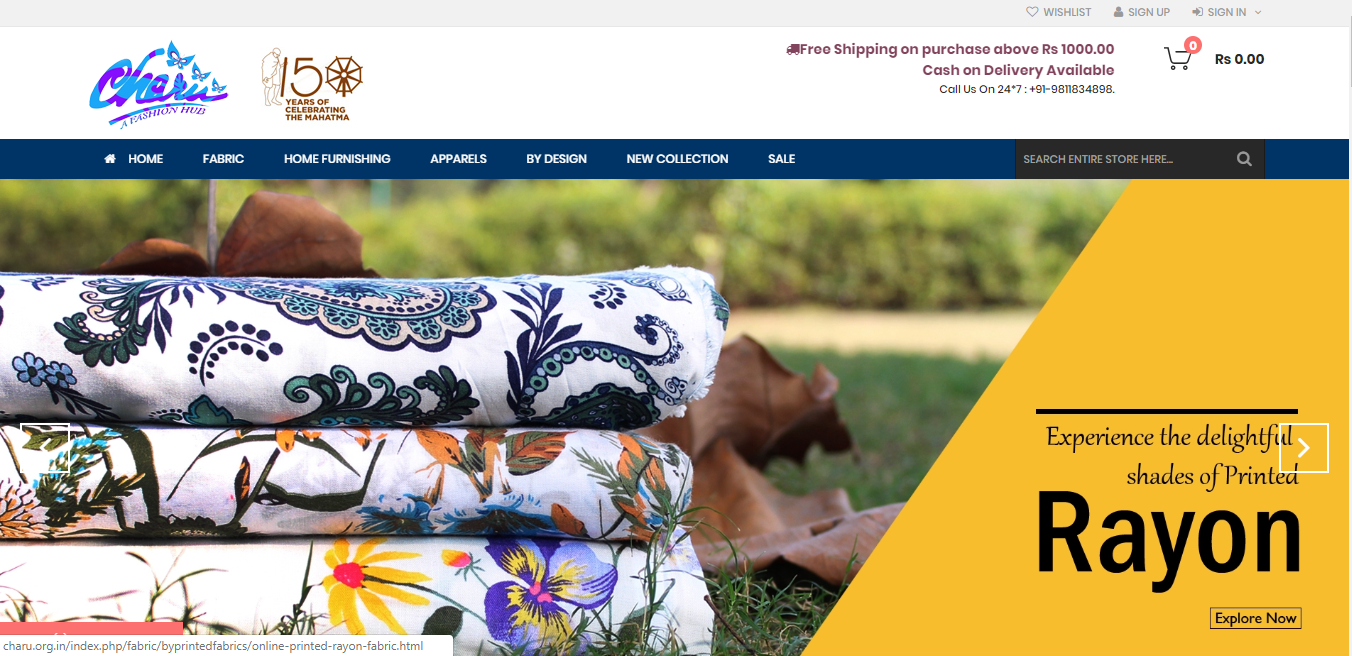 WISHLIST SIGN UP SIGN IN
Free Shipping on purchase above Rs 1000.00
Cash on Delivery Available
Call Us On 24*7 : +91-9811834898.
0
Rs 0.00
Charu
A FASHION HUB
150
YEARS OF
CELEBRATING
THE MAHATMA
HOME FABRIC HOME FURNISHING APPARELS BY DESIGN NEW COLLECTION SALE
SEARCH ENTIRE STORE HERE...
Experience the delightful
shades of Printed
Rayon
Explore Now
charu.org.in/index.php/fabric/byprintedfabrics/online-printed-rayon-fabric.html